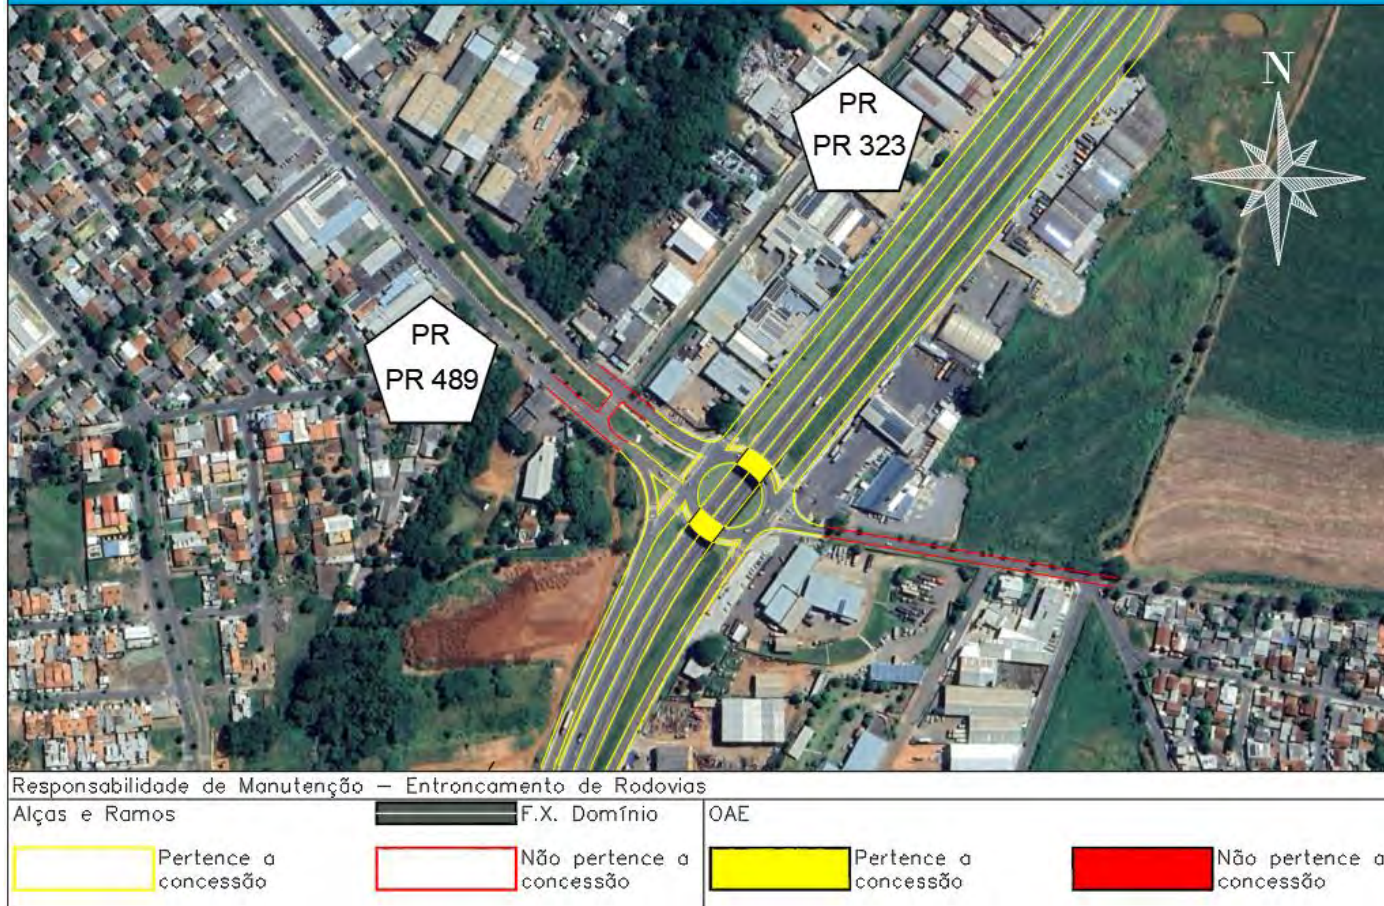 N
PR
PR 323
PR
PR 489
Responsabilidade de Manutenção – Entroncamento de Rodovias
Alças e Ramos
F.X. Domínio
OAE
Pertence a
concessão
Não pertence a
concessão
Pertence a
concessão
Não pertence a
concessão